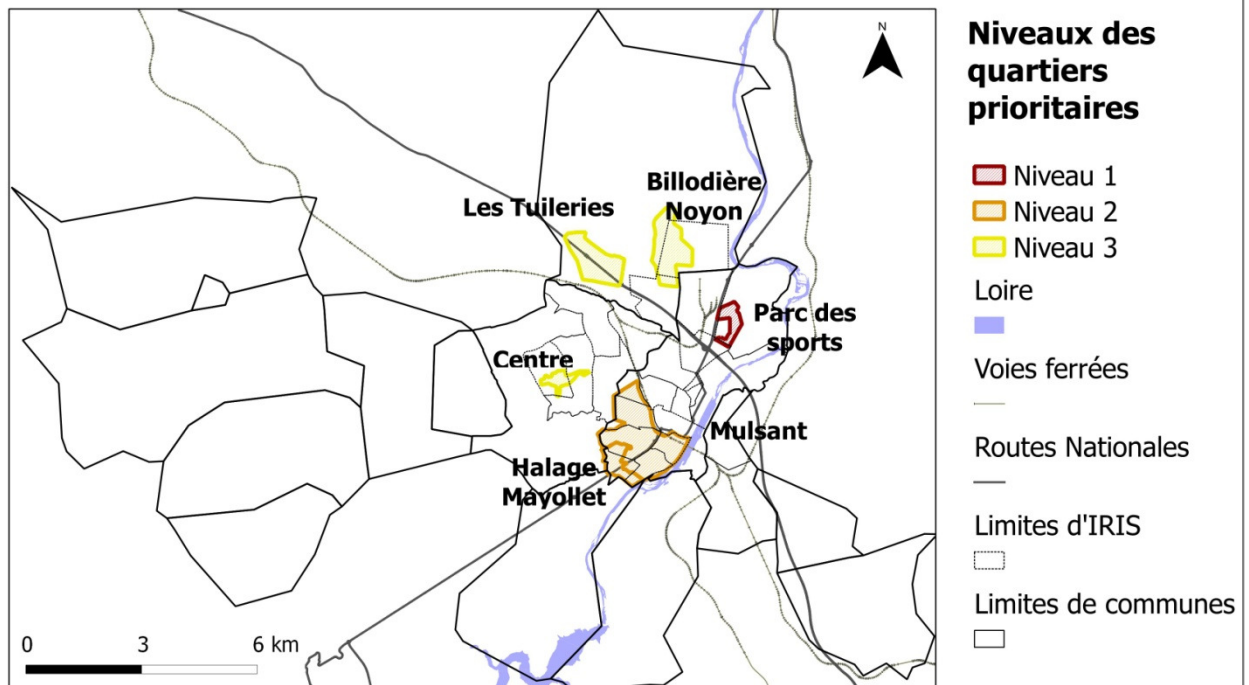 N
Billodière
Noyon
Les Tuileries
Parc des
sports
Centre
Mulsant
Halage
Mayollet
0 3 6 km
Niveaux des
quartiers
prioritaires
Niveau 1
Niveau 2
Niveau 3
Loire
Voies ferrées
Routes Nationales
Limites d'IRIS
Limites de communes